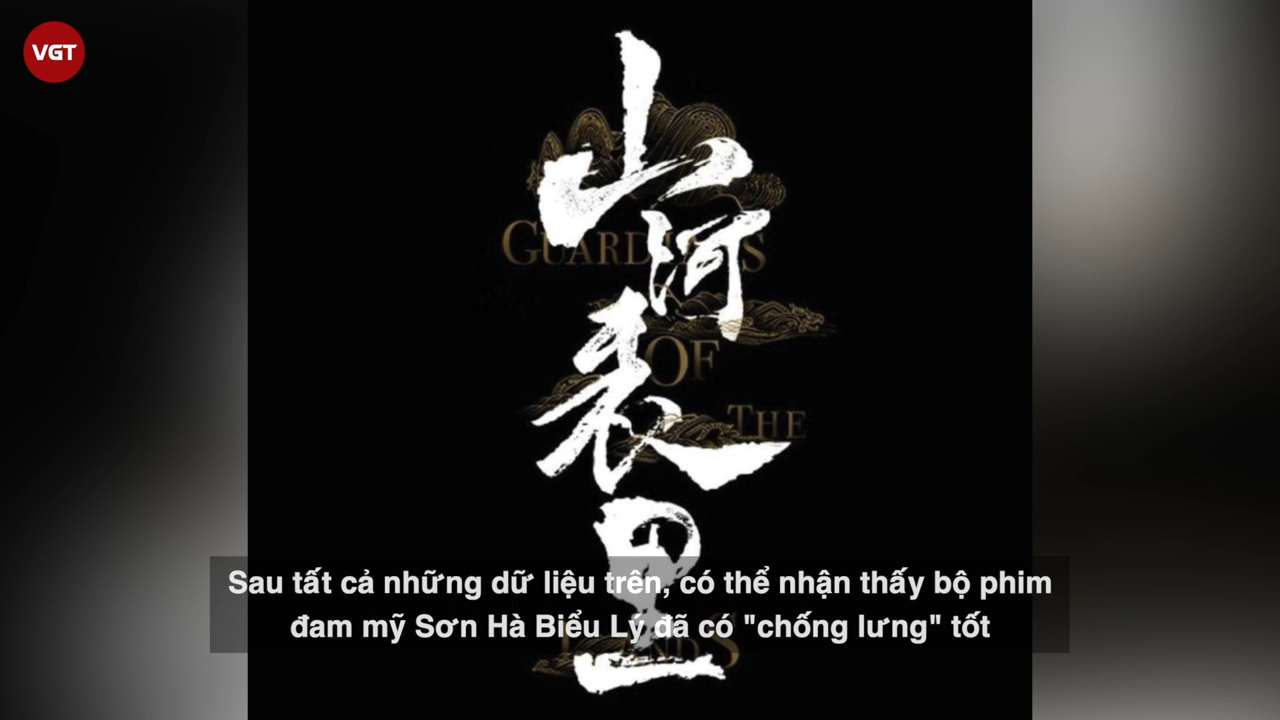 VGT
山河表里
GUARDIANS
OF
THE
Sau tất cả những dữ liệu trên, có thể nhận thấy bộ phim
đam mỹ Sơn Hà Biểu Lý đã có "chống lưng" tốt